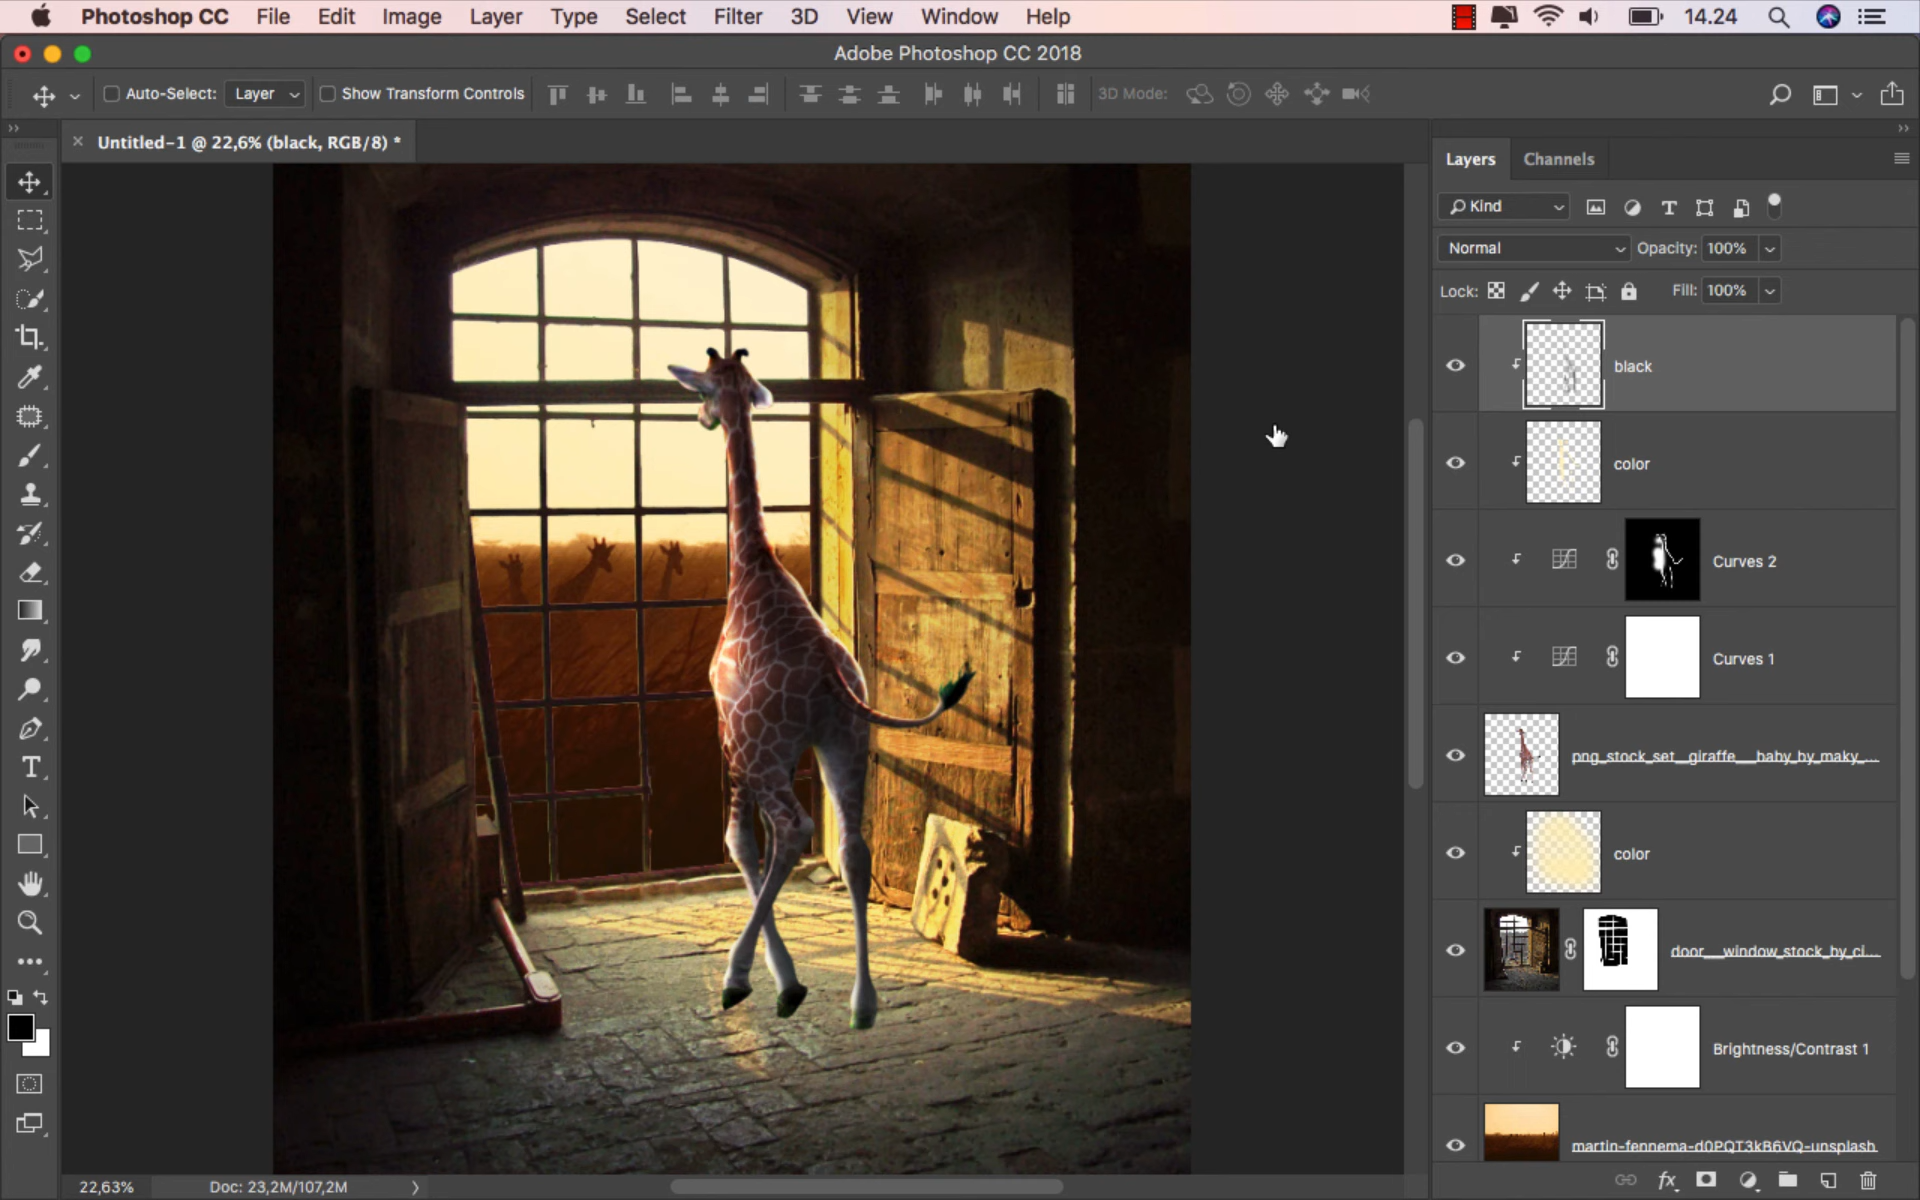 Photoshop CC File Edit Image Layer Type Select Filter 3D View Window Help 14.24
Adobe Photoshop CC 2018
Auto-Select: Layer Show Transform Controls 3D Mode:
Untitled-1 @ 22,6% (black, RGB/8) *
Layers Channels
Kind
Normal Opacity: 100%
Lock: Fill: 100%
black
color
Curves 2
Curves 1
png_stock_set__giraffe__baby_by_maky_...
color
door__window_stock_by_ci...
Brightness/Contrast 1
martin-fennema-d0PQT3kB6VQ-unsplash
22,63% Doc: 23,2M/107,2M